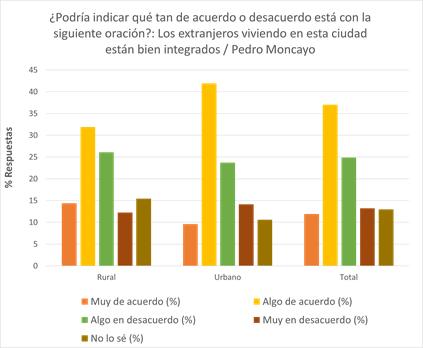 ¿Podría indicar qué tan de acuerdo o desacuerdo está con la
siguiente oración?: Los extranjeros viviendo en esta ciudad
están bien integrados / Pedro Moncayo
% Respuestas
45
40
35
30
25
20
15
10
5
0
Rural Urbano Total
Muy de acuerdo (%) Algo de acuerdo (%)
Algo en desacuerdo (%) Muy en desacuerdo (%)
No lo sé (%)